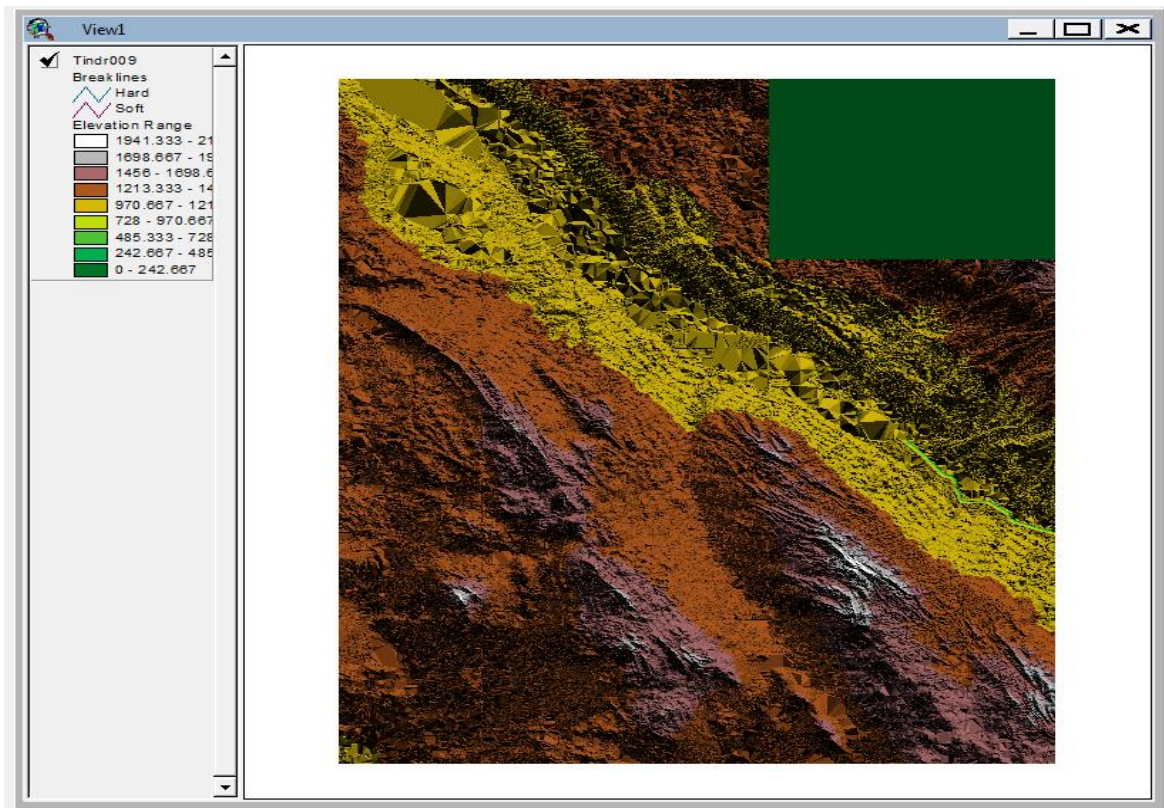 View1
Tindr009
Breaklines
Hard
Soft
Elevation Range
1941.333 - 21
1698.667 - 19
1456 - 1698.6
1213.333 - 14
970.667 - 121
728 - 970.667
485.333 - 728
242.667 - 485
0 - 242.667